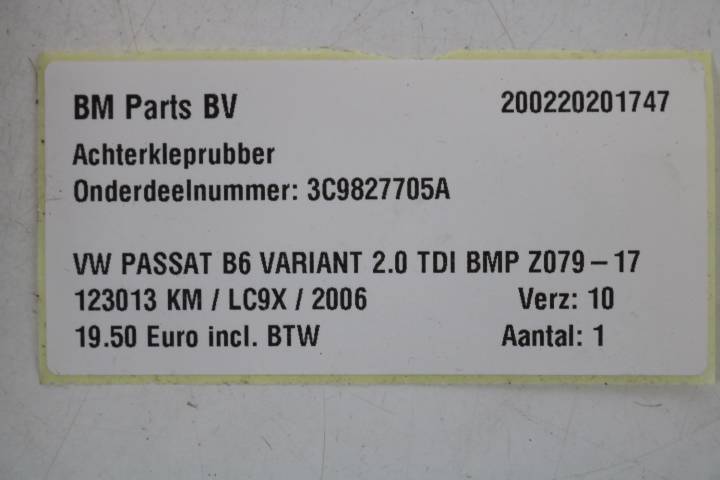 BM Parts BV 200220201747
Achterkleprubber
Onderdeelnummer: 3C9827705A
VW PASSAT B6 VARIANT 2.0 TDI BMP Z079-17
123013 KM / LC9X / 2006 Verz: 10
19.50 Euro incl. BTW Aantal: 1